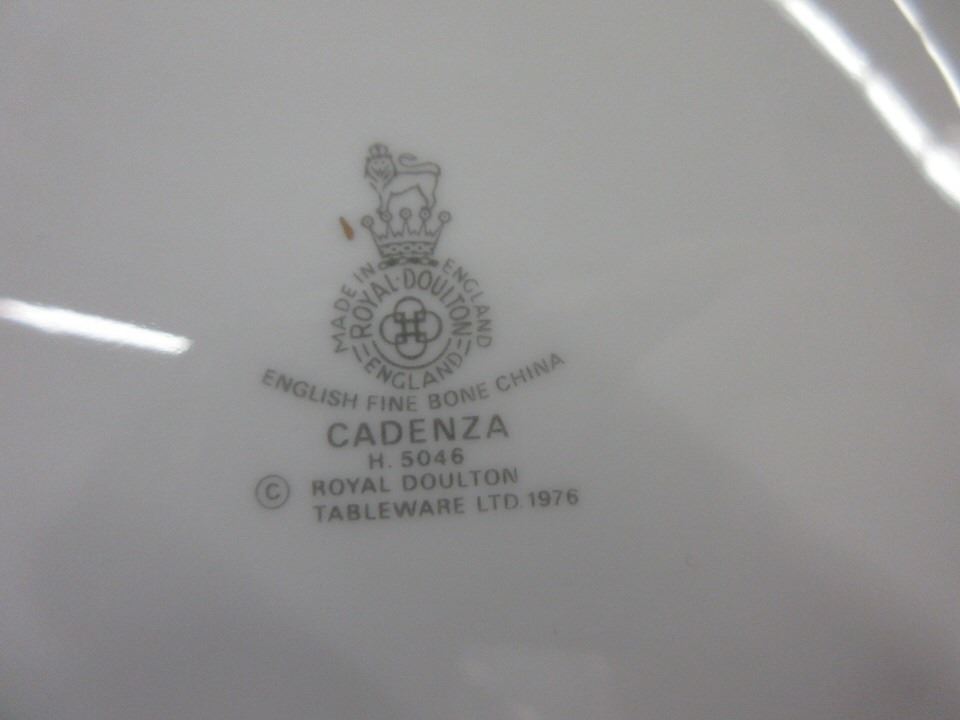 MADE IN ENGLAND
ROYAL·DOULTON
ENGLAND
ENGLISH FINE BONE CHINA
CADENZA
H. 5046
© ROYAL DOULTON
TABLEWARE LTD. 1976